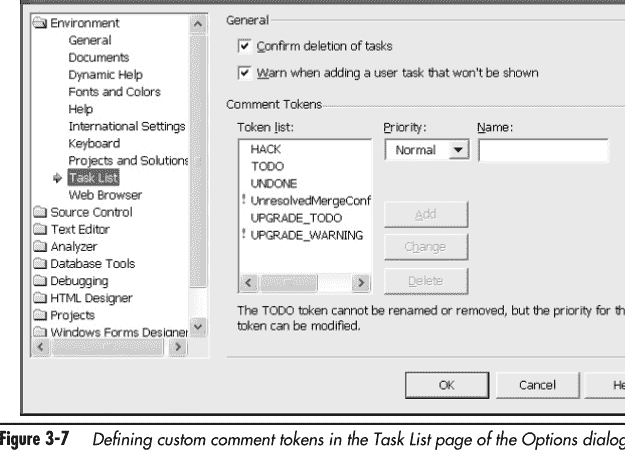 Environment
General
Documents
Dynamic Help
Fonts and Colors
Help
International Settings
Keyboard
Projects and Solutions
Task List
Web Browser
Source Control
Text Editor
Analyzer
Database Tools
Debugging
HTML Designer
Projects
Windows Forms Designer
General
Confirm deletion of tasks
Warn when adding a user task that won't be shown
Comment Tokens
Token list:
HACK
TODO
UNDONE
! UnresolvedMergeConf
UPGRADE_TODO
! UPGRADE_WARNING
Priority:
Normal
Name:
Add
Change
Delete
The TODO token cannot be renamed or removed, but the priority for th
token can be modified.
OK
Cancel
He
Figure 3-7 Defining custom comment tokens in the Task List page of the Options dialog